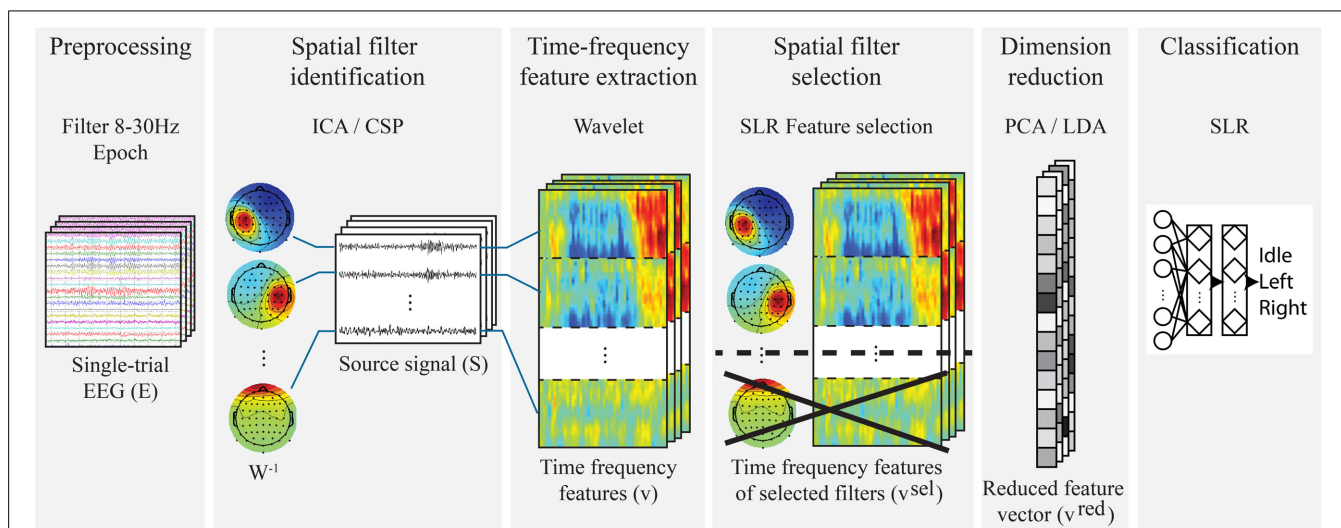 Preprocessing
Filter 8-30Hz
Epoch
Single-trial
EEG (E)
Spatial filter
identification
ICA / CSP
Source signal (S)
W⁻¹
Time-frequency
feature extraction
Wavelet
Time frequency
features (v)
Spatial filter
selection
SLR Feature selection
Time frequency features
of selected filters (vˢᵉˡ)
Dimension
reduction
PCA / LDA
Reduced feature
vector (vʳᵉᵈ)
Classification
SLR
Idle
Left
Right